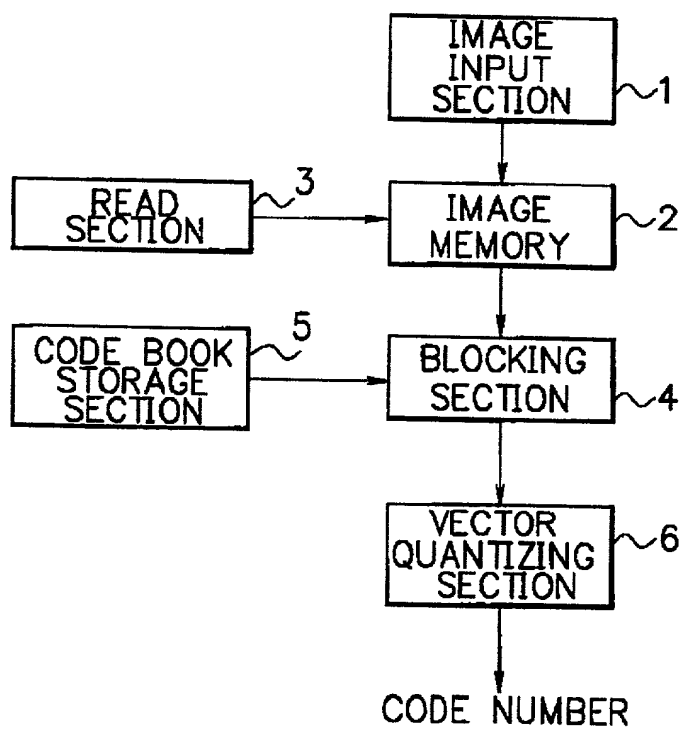 IMAGE
INPUT
SECTION
1
READ
SECTION
3
IMAGE
MEMORY
2
CODE BOOK
STORAGE
SECTION
5
BLOCKING
SECTION
4
VECTOR
QUANTIZING
SECTION
6
CODE NUMBER